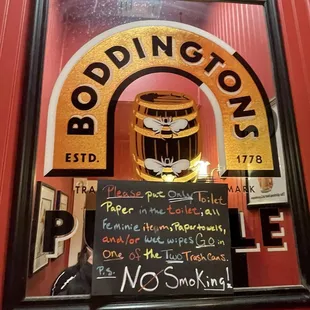 BODDINGTONS
ESTD.
1778
TRA
MARK
P
LE
Please put only Toilet
Paper in the toilet; all
Feminie items, Paper towels,
and/or wet wipes Go in
One of the Two Trash cans.
P.S. NO Smoking!